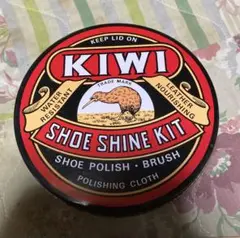 KEEP LID ON
KIWI
TRADE MARK
WATER RESISTANT
LEATHER NOURISHING
SHOE SHINE KIT
SHOE POLISH · BRUSH
POLISHING CLOTH